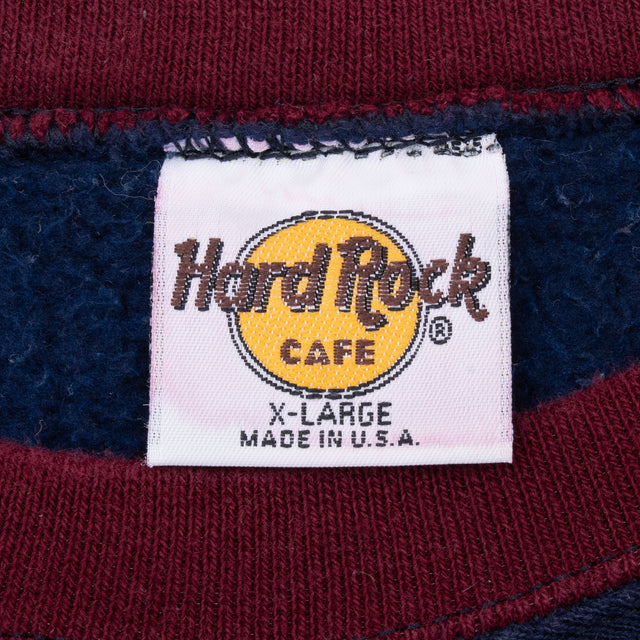 Hard Rock
CAFE
®
X-LARGE
MADE IN U.S.A.